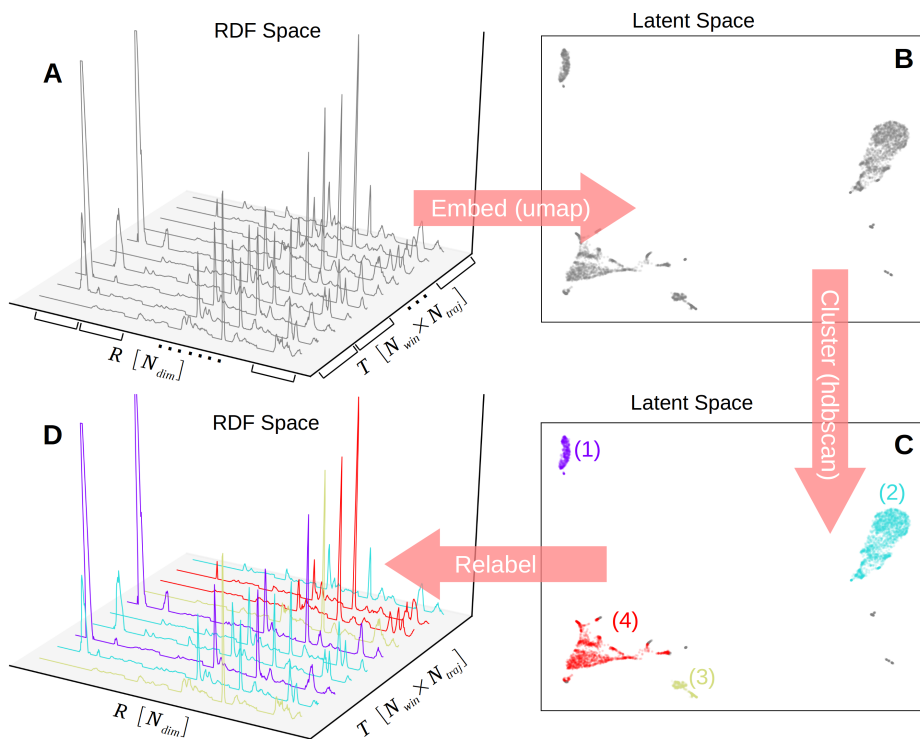 RDF Space
A
R [N_dim]
T [N_win × N_traj]
Embed (umap)
Latent Space
B
Cluster (hdbscan)
Latent Space
C
(1)
(2)
(4)
(3)
Relabel
RDF Space
D
R [N_dim]
T [N_win × N_traj]